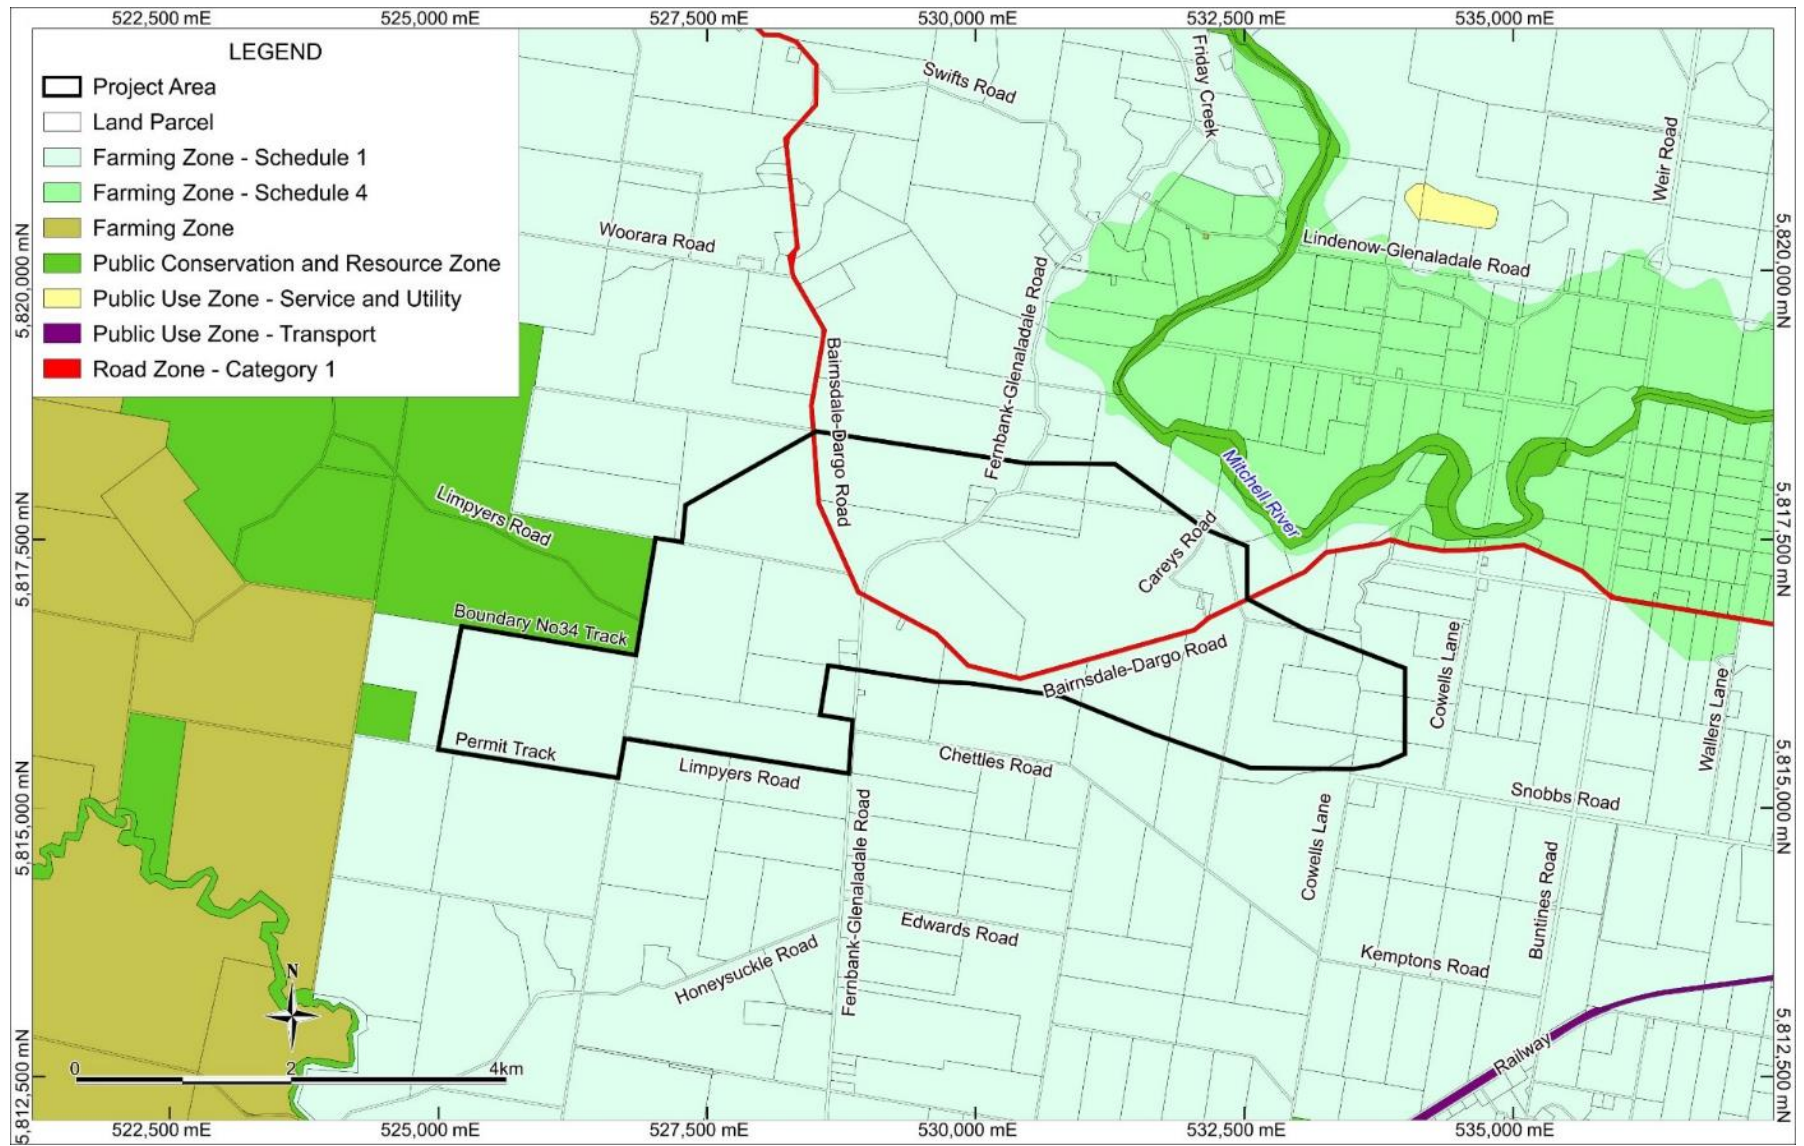 522,500 mE
525,000 mE
527,500 mE
530,000 mE
532,500 mE
535,000 mE
LEGEND
Project Area
Land Parcel
Farming Zone - Schedule 1
Farming Zone - Schedule 4
Farming Zone
Public Conservation and Resource Zone
Public Use Zone - Service and Utility
Public Use Zone - Transport
Road Zone - Category 1
Swifts Road
Friday Creek
Weir Road
Woorara Road
Lindenow-Glenaladale Road
5,820,000 mN
5,820,000 mN
Fernbank-Glenaladale Road
Bairnsdale-Dargo Road
Mitchell River
Limpyers Road
Careys Road
5,817,500 mN
5,817,500 mN
Boundary No34 Track
Bairnsdale-Dargo Road
Cowells Lane
Wallers Lane
Permit Track
Limpyers Road
Chettles Road
Snobbs Road
5,815,000 mN
5,815,000 mN
Fernbank-Glenaladale Road
Cowells Lane
Buntines Road
Edwards Road
Honeysuckle Road
Kemptons Road
N
Railway
0
2
4km
5,812,500 mN
5,812,500 mN
522,500 mE
525,000 mE
527,500 mE
530,000 mE
532,500 mE
535,000 mE